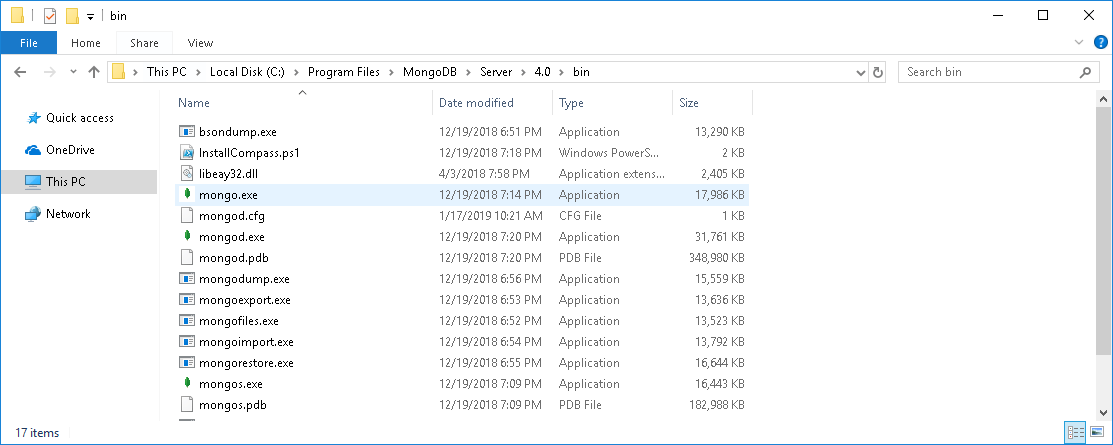 bin
File Home Share View
This PC Local Disk (C:) Program Files MongoDB Server 4.0 bin Search bin
Quick access
OneDrive
This PC
Network
Name Date modified Type Size
bsondump.exe 12/19/2018 6:51 PM Application 13,290 KB
InstallCompass.ps1 12/19/2018 7:18 PM Windows PowerS... 2 KB
libeay32.dll 4/3/2018 7:58 PM Application extens... 2,405 KB
mongo.exe 12/19/2018 7:14 PM Application 17,986 KB
mongod.cfg 1/17/2019 10:21 AM CFG File 1 KB
mongod.exe 12/19/2018 7:20 PM Application 31,761 KB
mongod.pdb 12/19/2018 7:20 PM PDB File 348,980 KB
mongodump.exe 12/19/2018 6:56 PM Application 15,559 KB
mongoexport.exe 12/19/2018 6:53 PM Application 13,636 KB
mongofiles.exe 12/19/2018 6:52 PM Application 13,523 KB
mongoimport.exe 12/19/2018 6:54 PM Application 13,792 KB
mongorestore.exe 12/19/2018 6:55 PM Application 16,644 KB
mongos.exe 12/19/2018 7:09 PM Application 16,443 KB
mongos.pdb 12/19/2018 7:09 PM PDB File 182,988 KB
17 items